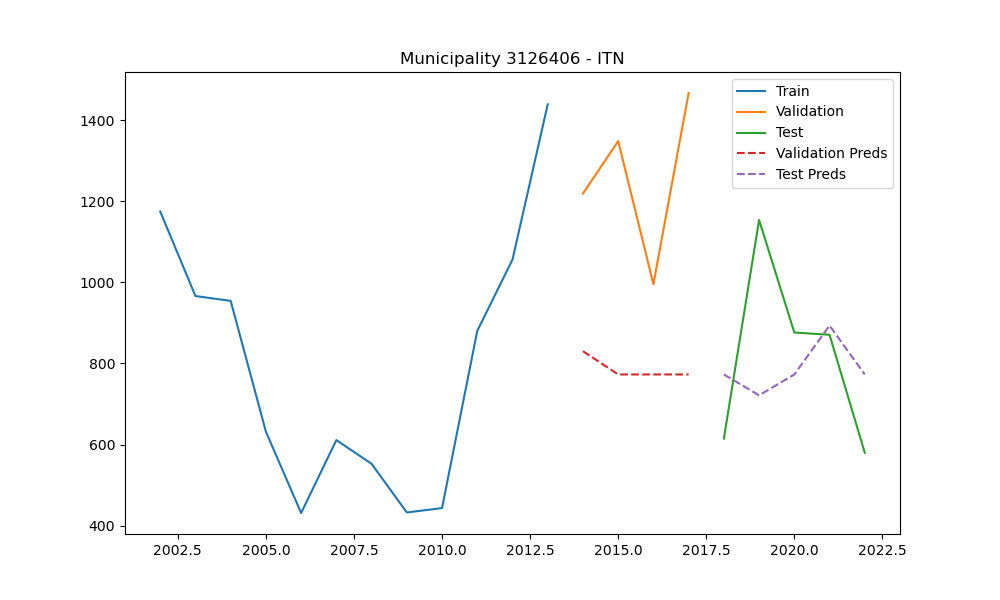 Municipality 3126406 - ITN
Train
Validation
Test
Validation Preds
Test Preds
1400
1200
1000
800
600
400
2002.5 2005.0 2007.5 2010.0 2012.5 2015.0 2017.5 2020.0 2022.5